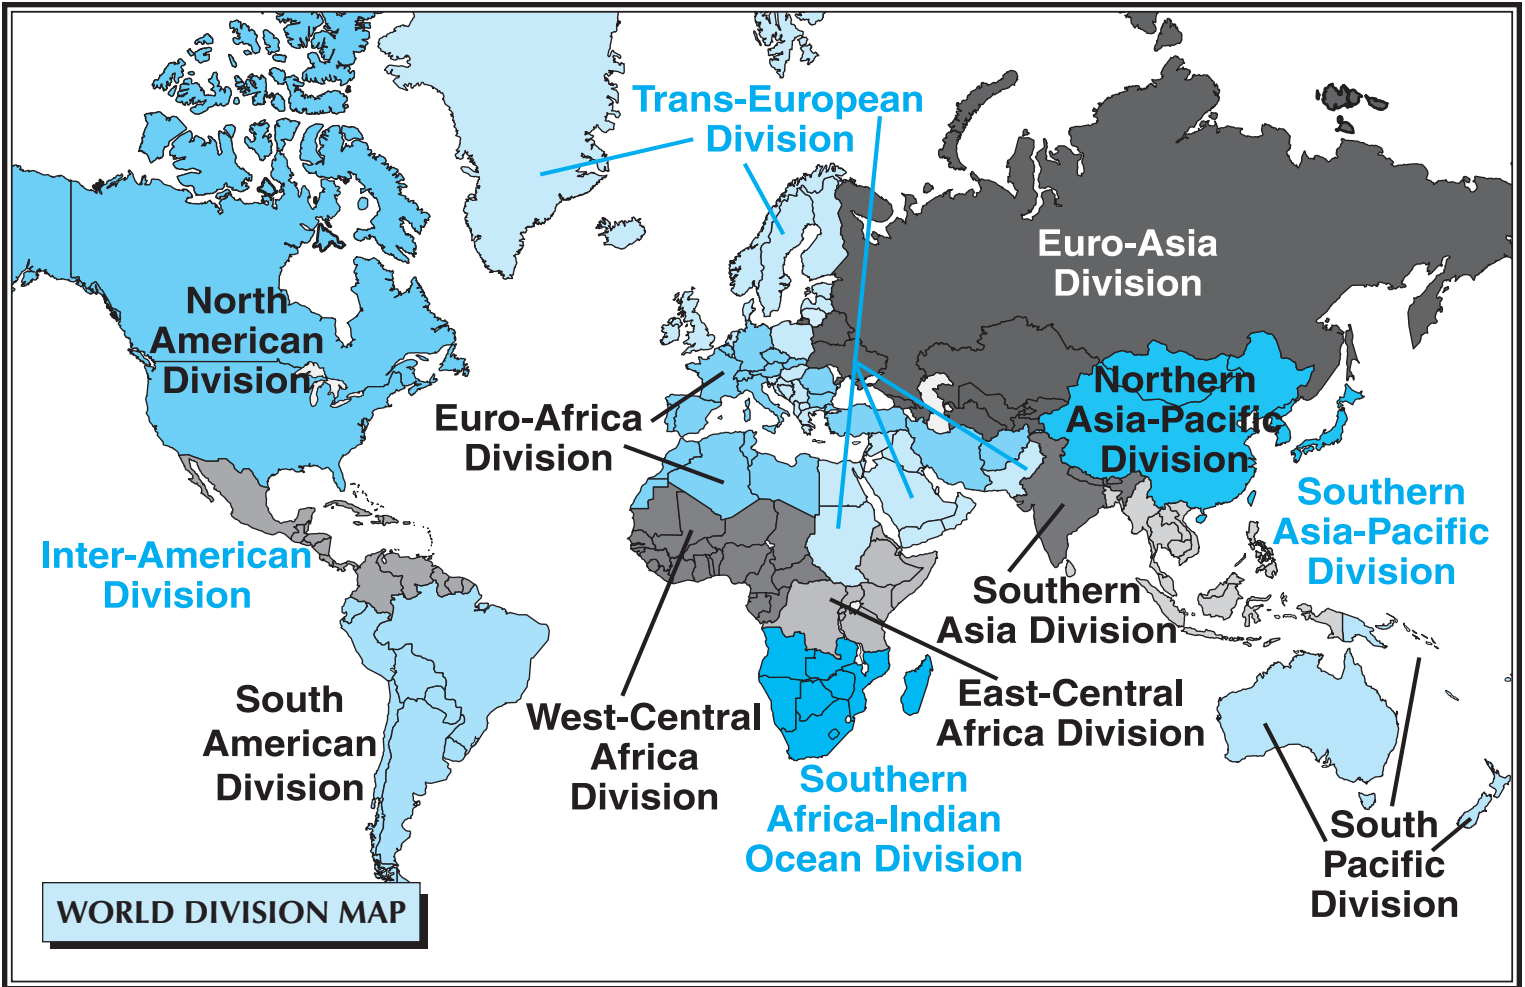 Trans-European
Division
Euro-Asia
Division
North
American
Division
Northern
Asia-Pacific
Division
Euro-Africa
Division
Southern
Asia-Pacific
Division
Inter-American
Division
Southern
Asia Division
South
American
Division
West-Central
Africa
Division
East-Central
Africa Division
Southern
Africa-Indian
Ocean Division
South
Pacific
Division
WORLD DIVISION MAP